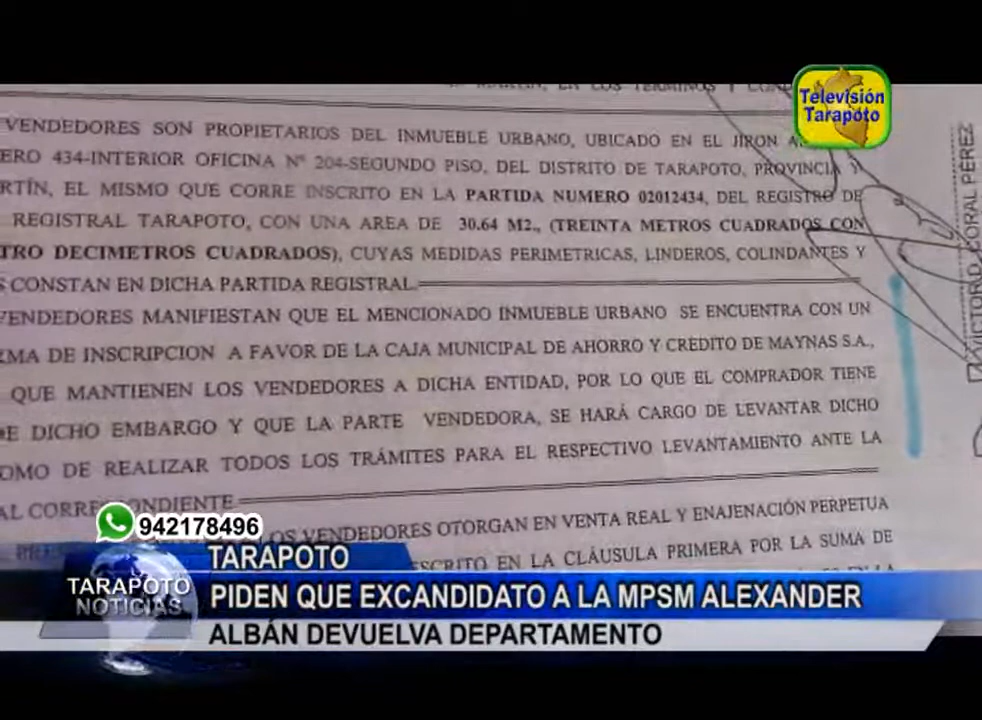 Televisión
Tarapoto
VENDEDORES SON PROPIETARIOS DEL INMUEBLE URBANO, UBICADO EN EL JIRON
ERO 434-INTERIOR OFICINA Nº 204-SEGUNDO PISO, DEL DISTRITO DE TARAPOTO, PROVINCIA Y
RTÍN, EL MISMO QUE CORRE INSCRITO EN LA PARTIDA NUMERO 02012434, DEL REGISTRO DE
REGISTRAL TARAPOTO, CON UNA AREA DE 30.64 M2., (TREINTA METROS CUADRADOS CON
TRO DECIMETROS CUADRADOS), CUYAS MEDIDAS PERIMETRICAS, LINDEROS, COLINDANTES Y
S CONSTAN EN DICHA PARTIDA REGISTRAL
VENDEDORES MANIFIESTAN QUE EL MENCIONADO INMUEBLE URBANO SE ENCUENTRA CON UN
RMA DE INSCRIPCION A FAVOR DE LA CAJA MUNICIPAL DE AHORRO Y CREDITO DE MAYNAS S.A.,
QUE MANTIENEN LOS VENDEDORES A DICHA ENTIDAD, POR LO QUE EL COMPRADOR TIENE
DE DICHO EMBARGO Y QUE LA PARTE VENDEDORA, SE HARÁ CARGO DE LEVANTAR DICHO
OMO DE REALIZAR TODOS LOS TRÁMITES PARA EL RESPECTIVO LEVANTAMIENTO ANTE LA
AL CORRESPONDIENTE
LOS VENDEDORES OTORGAN EN VENTA REAL Y ENAJENACIÓN PERPETUA
ESCRITO EN LA CLÁUSULA PRIMERA POR LA SUMA DE
VICTORIA CORAL PÉREZ
942178496
TARAPOTO
TARAPOTO
NOTICIAS
PIDEN QUE EXCANDIDATO A LA MPSM ALEXANDER
ALBÁN DEVUELVA DEPARTAMENTO